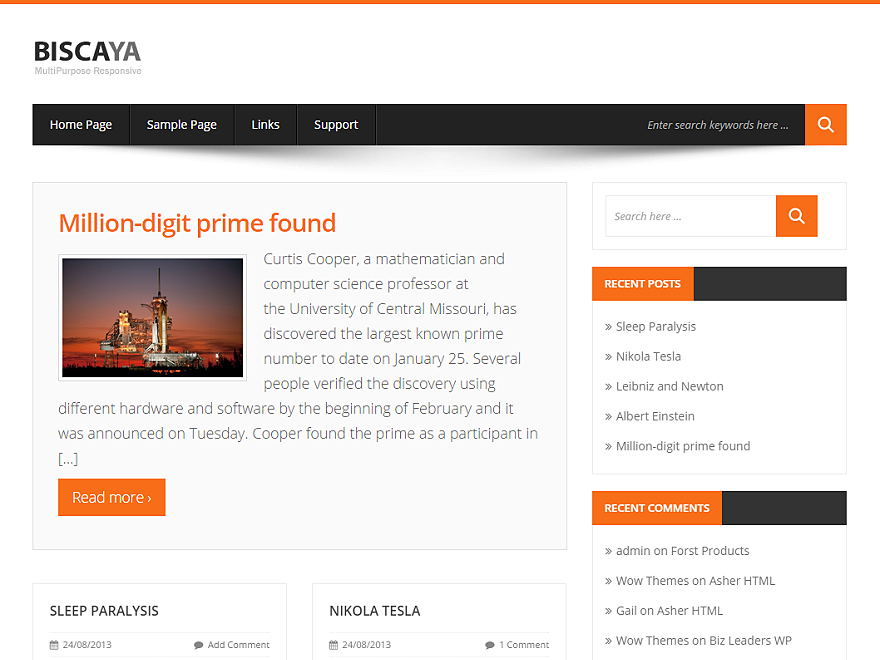 BISCAYA
MultiPurpose Responsive
Home Page Sample Page Links Support Enter search keywords here ...
Million-digit prime found
Curtis Cooper, a mathematician and
computer science professor at
the University of Central Missouri, has
discovered the largest known prime
number to date on January 25. Several
people verified the discovery using
different hardware and software by the beginning of February and it
was announced on Tuesday. Cooper found the prime as a participant in
[...]
Read more ›
SLEEP PARALYSIS
24/08/2013 Add Comment
NIKOLA TESLA
24/08/2013 1 Comment
Search here ...
RECENT POSTS
» Sleep Paralysis
» Nikola Tesla
» Leibniz and Newton
» Albert Einstein
» Million-digit prime found
RECENT COMMENTS
» admin on Forst Products
» Wow Themes on Asher HTML
» Gail on Asher HTML
» Wow Themes on Biz Leaders WP